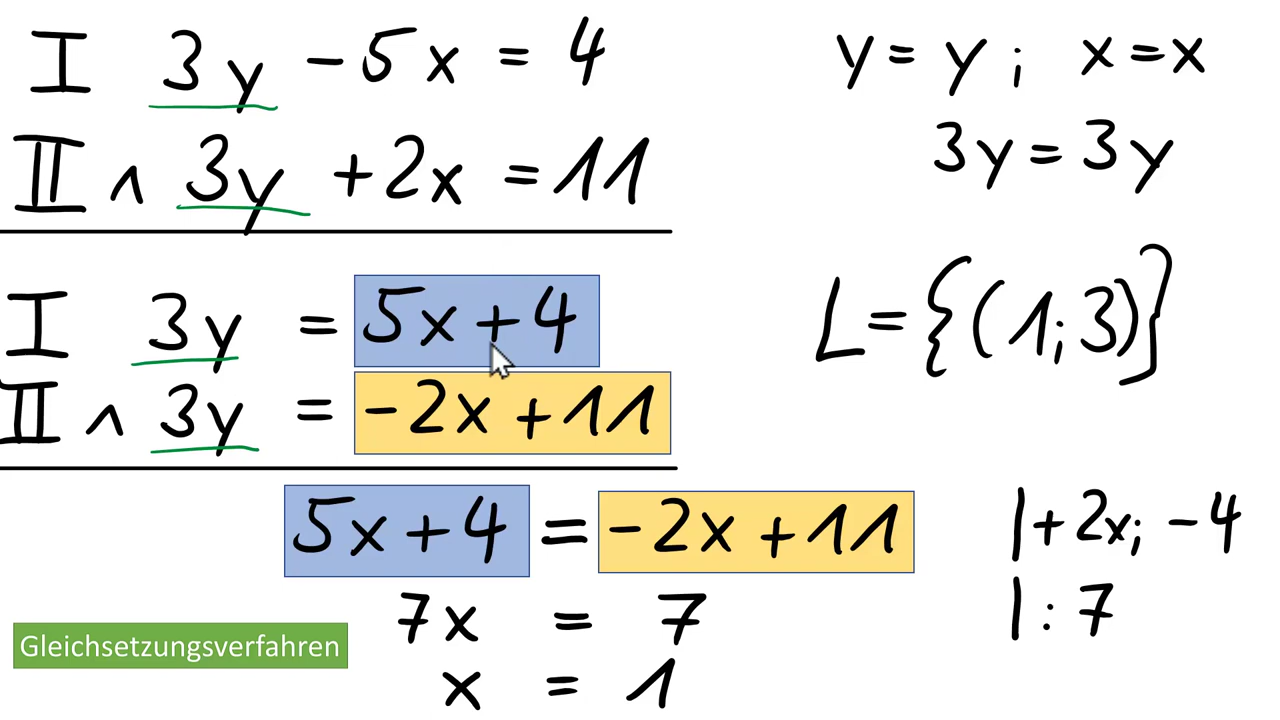 I 3y - 5x = 4
II ∧ 3y + 2x = 11
y = y ; x = x
3y = 3y
I 3y = 5x + 4
II ∧ 3y = -2x + 11
L = {(1; 3)}
5x + 4 = -2x + 11 | + 2x; - 4
7x = 7 | : 7
x = 1
Gleichsetzungsverfahren